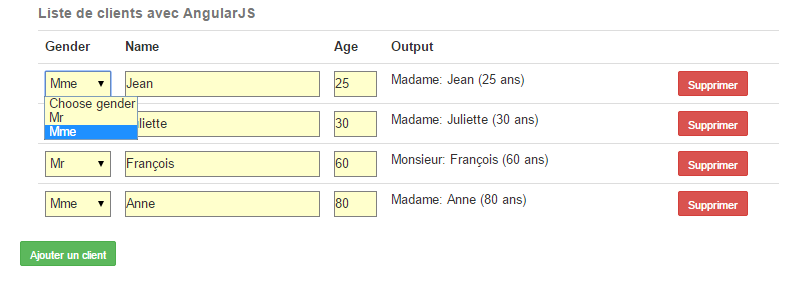 Liste de clients avec AngularJS
Gender Name Age Output
Mme Jean 25 Madame: Jean (25 ans) Supprimer
Choose gender
Mr
Mme
uliette 30 Madame: Juliette (30 ans) Supprimer
Mr François 60 Monsieur: François (60 ans) Supprimer
Mme Anne 80 Madame: Anne (80 ans) Supprimer
Ajouter un client